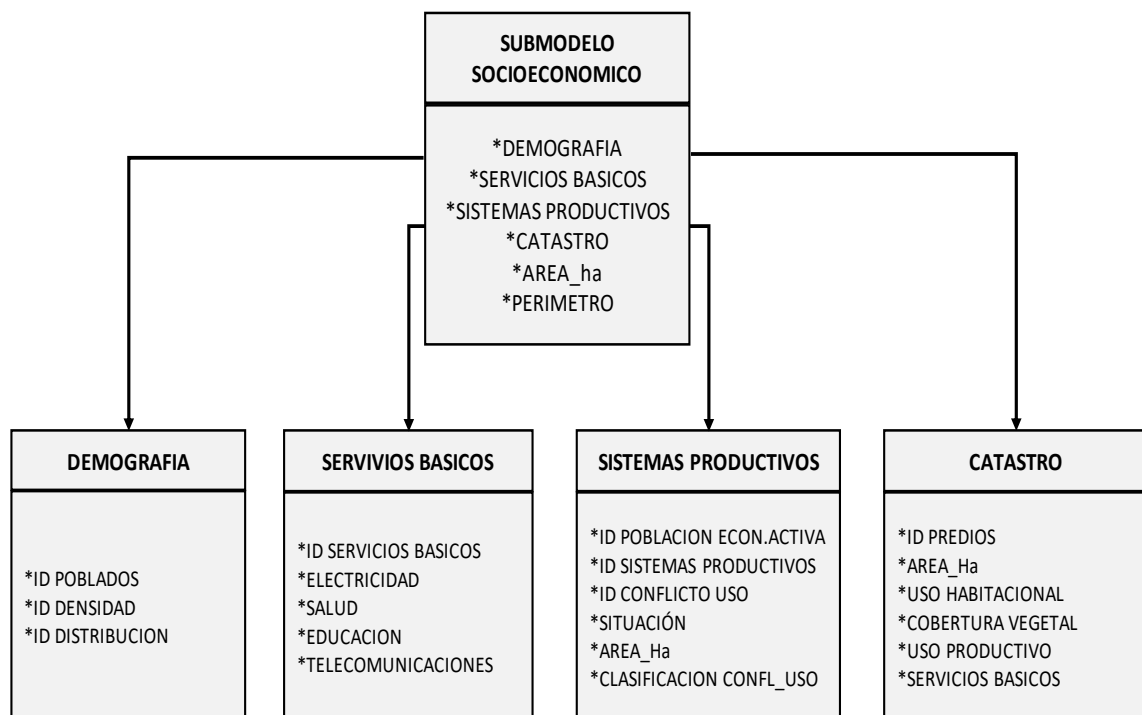 SUBMODELO
SOCIOECONOMICO
*DEMOGRAFIA
*SERVICIOS BASICOS
*SISTEMAS PRODUCTIVOS
*CATASTRO
*AREA_ha
*PERIMETRO
DEMOGRAFIA
*ID POBLADOS
*ID DENSIDAD
*ID DISTRIBUCION
SERVIVIOS BASICOS
*ID SERVICIOS BASICOS
*ELECTRICIDAD
*SALUD
*EDUCACION
*TELECOMUNICACIONES
SISTEMAS PRODUCTIVOS
*ID POBLACION ECON.ACTIVA
*ID SISTEMAS PRODUCTIVOS
*ID CONFLICTO USO
*SITUACIÓN
*AREA_Ha
*CLASIFICACION CONFL_USO
CATASTRO
*ID PREDIOS
*AREA_Ha
*USO HABITACIONAL
*COBERTURA VEGETAL
*USO PRODUCTIVO
*SERVICIOS BASICOS